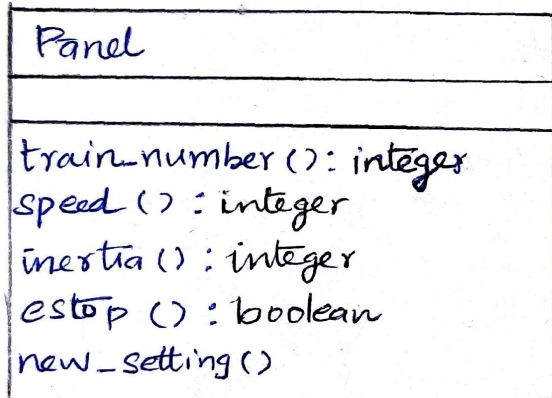 Panel
train_number (): integer
speed () : integer
inertia () : integer
estop () : boolean
new_setting ()